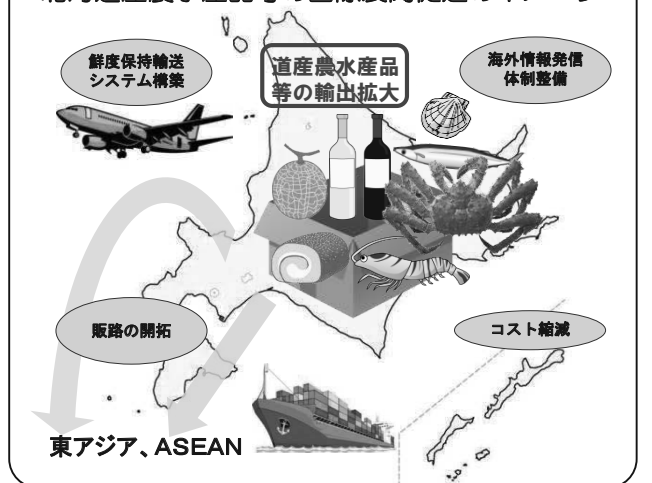 鮮度保持輸送
システム構築
道産農水産品
等の輸出拡大
海外情報発信
体制整備
販路の開拓
コスト縮減
東アジア、ASEAN